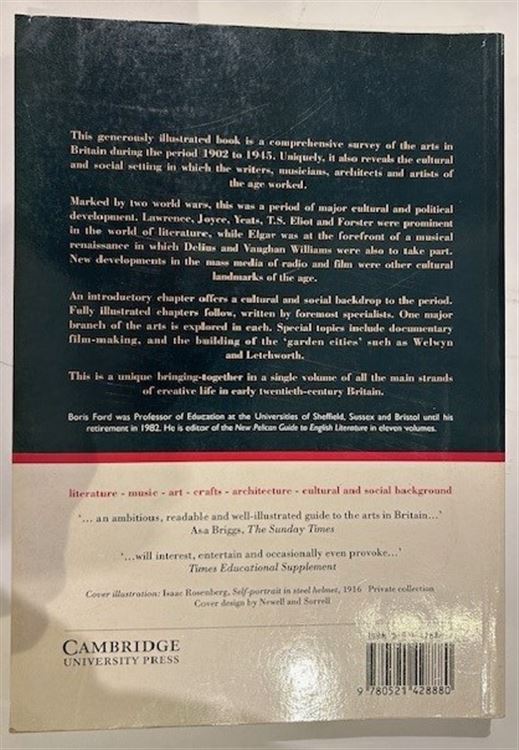 This generously illustrated book is a comprehensive survey of the arts in
Britain during the period 1902 to 1945. Uniquely, it also reveals the cultural
and social setting in which the writers, musicians, architects and artists of
the age worked.
Marked by two world wars, this was a period of major cultural and political
development. Lawrence, Joyce, Yeats, T.S. Eliot and Forster were prominent
in the world of literature, while Elgar was at the forefront of a musical
renaissance in which Delius and Vaughan Williams were also to take part.
New developments in the mass media of radio and film were other cultural
landmarks of the age.
An introductory chapter offers a cultural and social backdrop to the period.
Fully illustrated chapters follow, written by foremost specialists. One major
branch of the arts is explored in each. Special topics include documentary
film-making, and the building of the 'garden cities' such as Welwyn
and Letchworth.
This is a unique bringing-together in a single volume of all the main strands
of creative life in early twentieth-century Britain.
Boris Ford was Professor of Education at the Universities of Sheffield, Sussex and Bristol until his
retirement in 1982. He is editor of the New Pelican Guide to English Literature in eleven volumes.
literature - music - art - crafts - architecture - cultural and social background
'... an ambitious, readable and well-illustrated guide to the arts in Britain...'
Asa Briggs, The Sunday Times
'...will interest, entertain and occasionally even provoke...'
Times Educational Supplement
Cover illustration: Isaac Rosenberg, Self-portrait in steel helmet, 1916 Private collection
Cover design by Newell and Sorrell
CAMBRIDGE
UNIVERSITY PRESS
ISBN
9 780521 428880